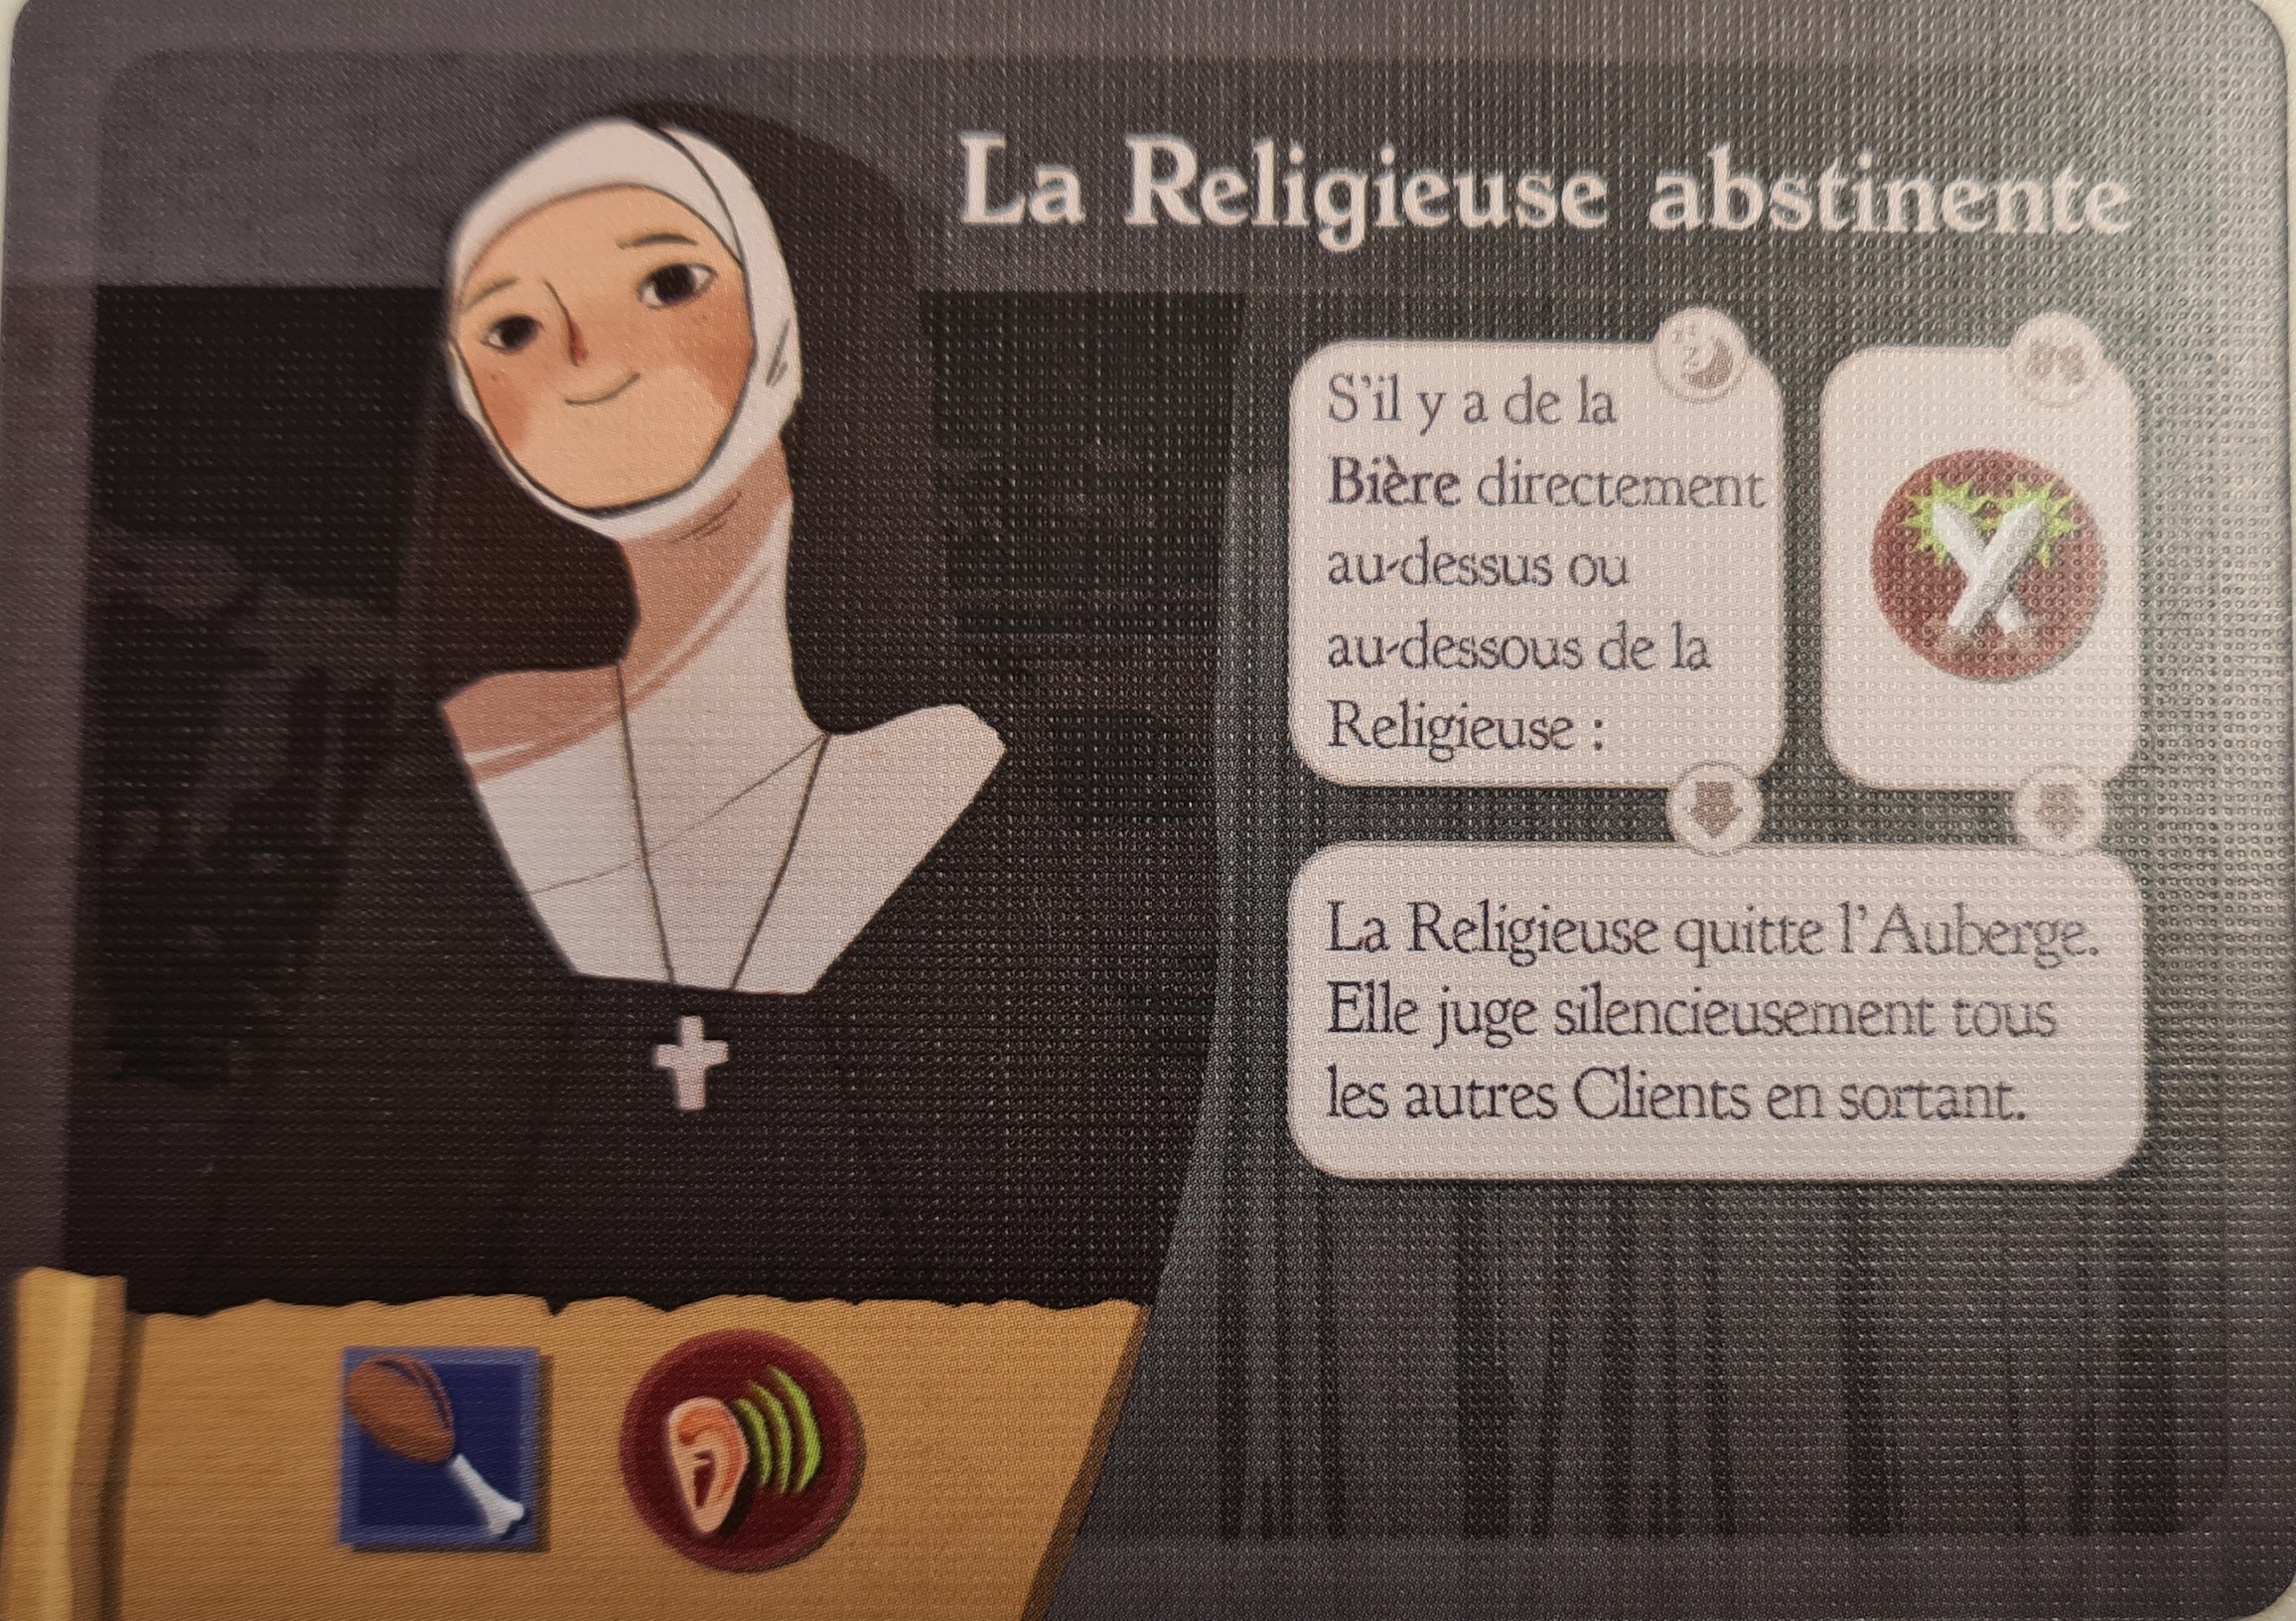 La Religieuse abstinente
S'il y a de la
Bière directement
au-dessus ou
au-dessous de la
Religieuse :
La Religieuse quitte l'Auberge.
Elle juge silencieusement tous
les autres Clients en sortant.